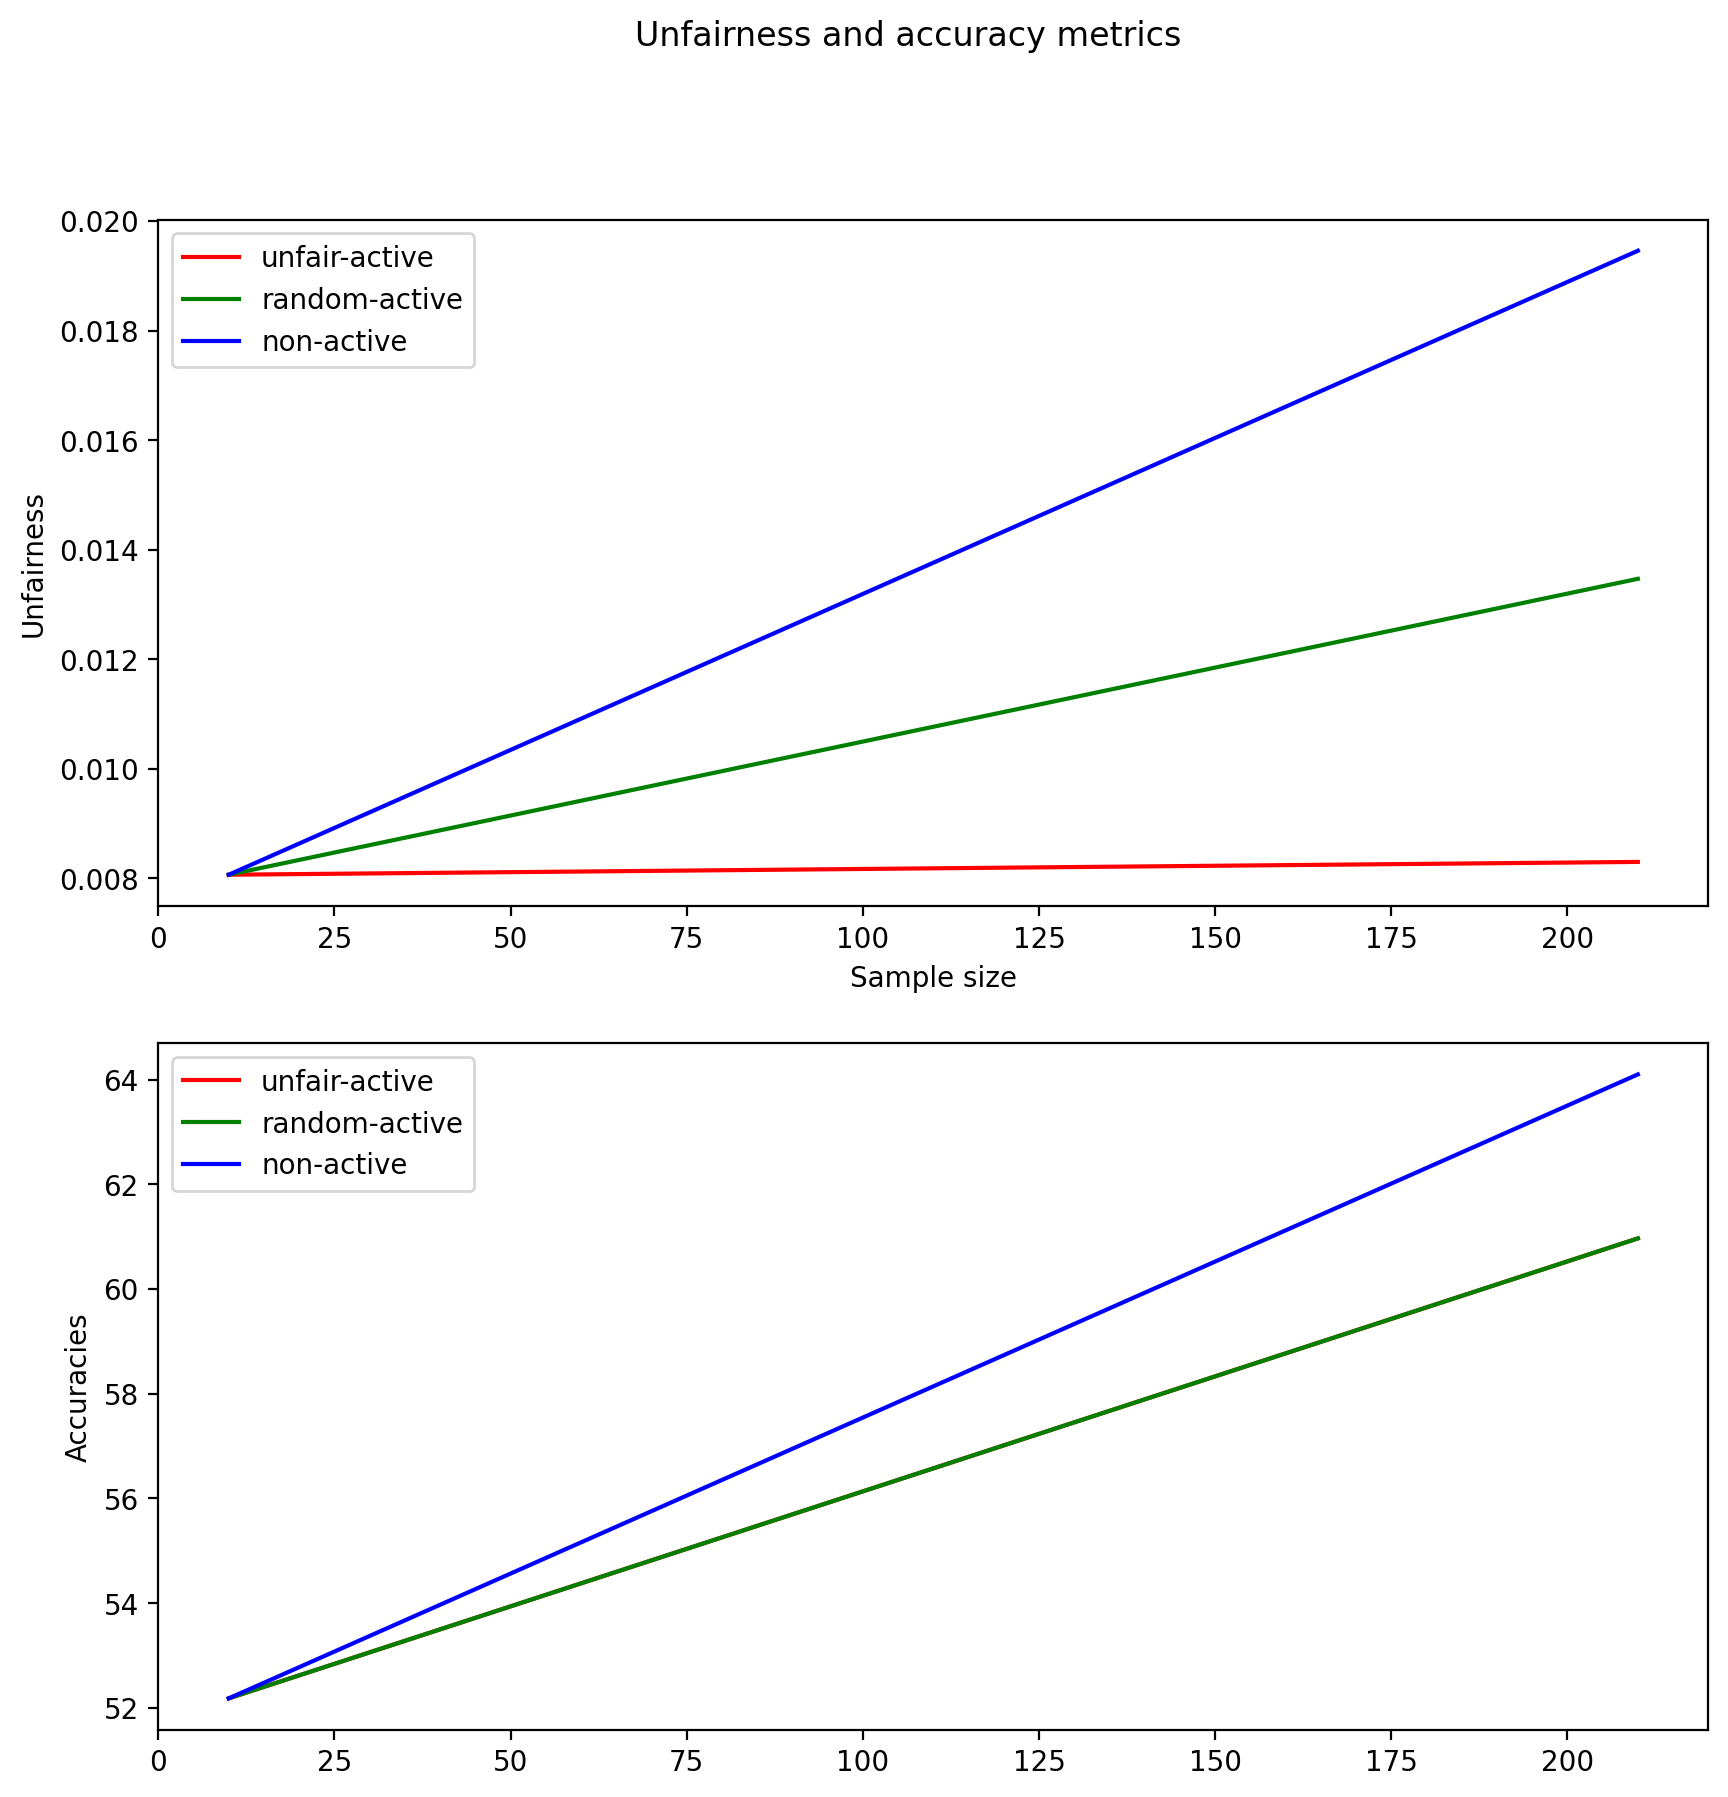 Unfairness and accuracy metrics
0.020
0.018
0.016
0.014
0.012
0.010
0.008
Unfairness
unfair-active
random-active
non-active
0 25 50 75 100 125 150 175 200
Sample size
64
62
60
58
56
54
52
Accuracies
unfair-active
random-active
non-active
0 25 50 75 100 125 150 175 200